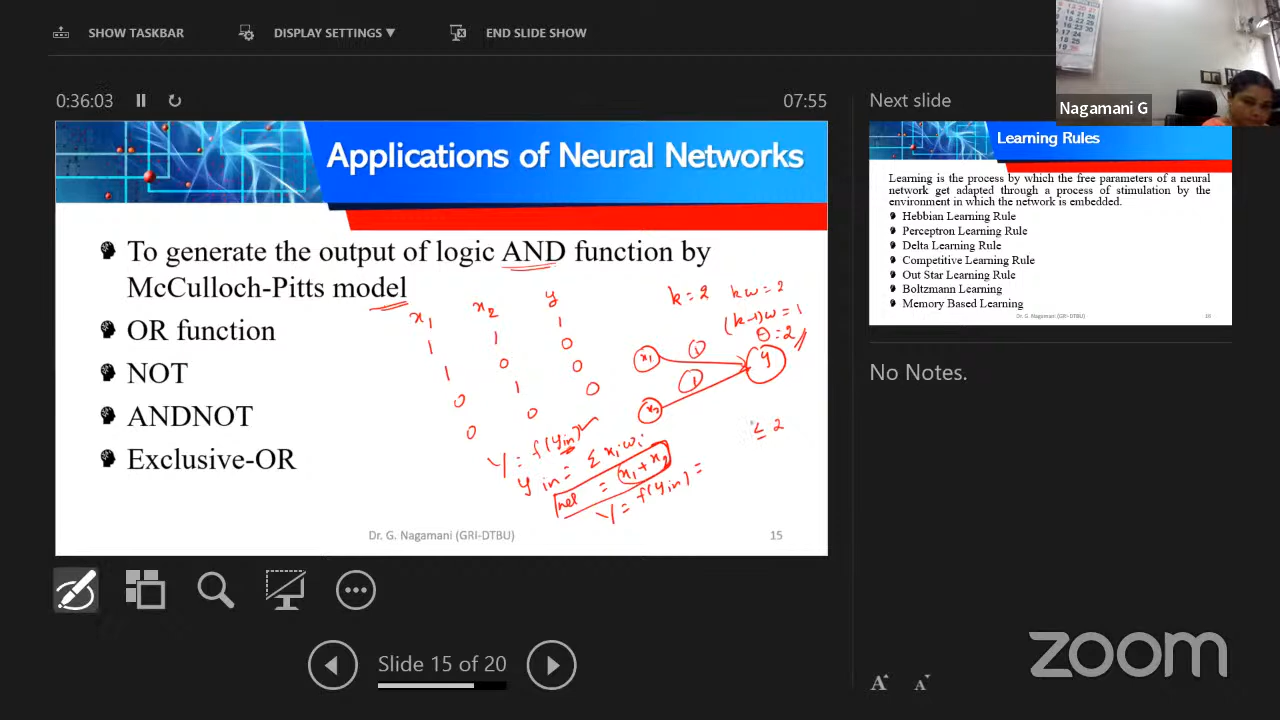 SHOW TASKBAR
DISPLAY SETTINGS ▼
END SLIDE SHOW
0:36:03
07:55
Next slide
Nagamani G
Applications of Neural Networks
To generate the output of logic AND function by
McCulloch-Pitts model
OR function
NOT
ANDNOT
Exclusive-OR
x1 x2 y
1 1 1
1 0 0
0 1 0
0 0 0
k=2 kw=2
(k-1)w=1
θ=2
x1 1 y
x2 1
≤ 2
Y = f(yin)
y in = Σ xiwi
net = x1+x2
Y = f(yin) =
Dr. G. Nagamani (GRI-DTBU)
15
Learning Rules
Learning is the process by which the free parameters of a neural
network get adapted through a process of stimulation by the
environment in which the network is embedded.
Hebbian Learning Rule
Perceptron Learning Rule
Delta Learning Rule
Competitive Learning Rule
Out Star Learning Rule
Boltzmann Learning
Memory Based Learning
Dr. G. Nagamani (GRI-DTBU)
No Notes.
Slide 15 of 20
A A
zoom